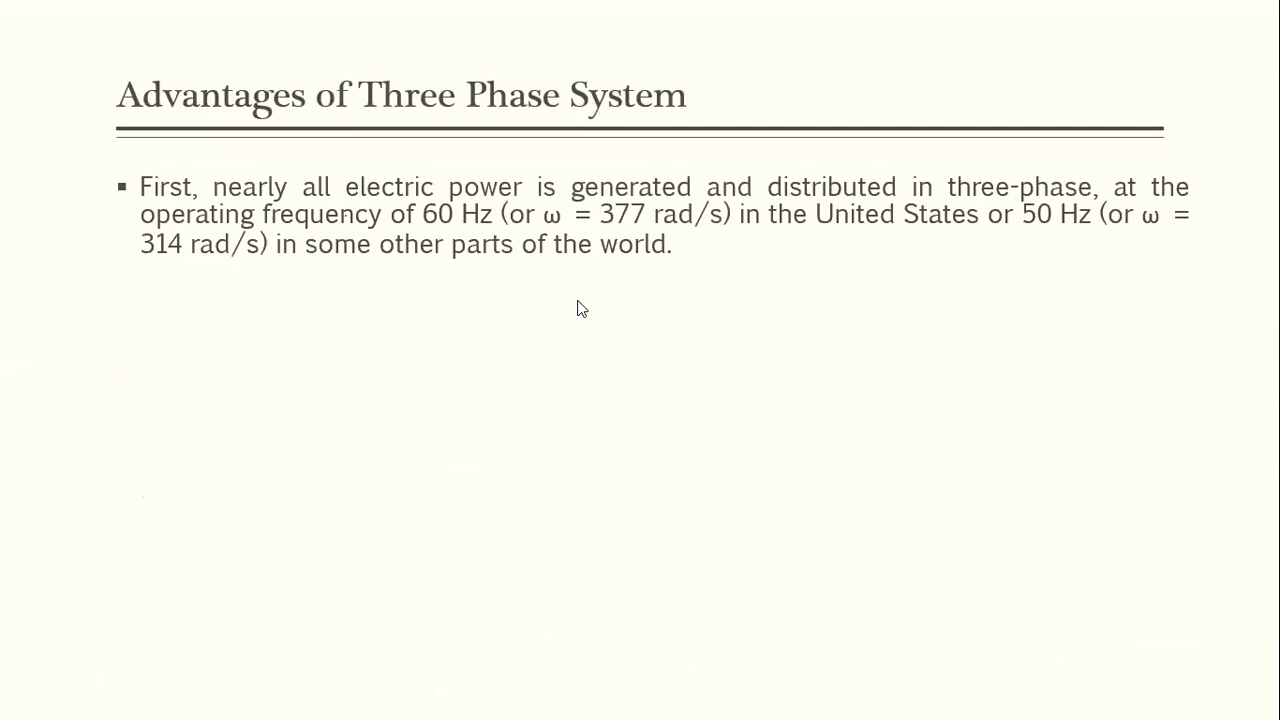 Advantages of Three Phase System
▪ First, nearly all electric power is generated and distributed in three-phase, at the
operating frequency of 60 Hz (or ω = 377 rad/s) in the United States or 50 Hz (or ω =
314 rad/s) in some other parts of the world.